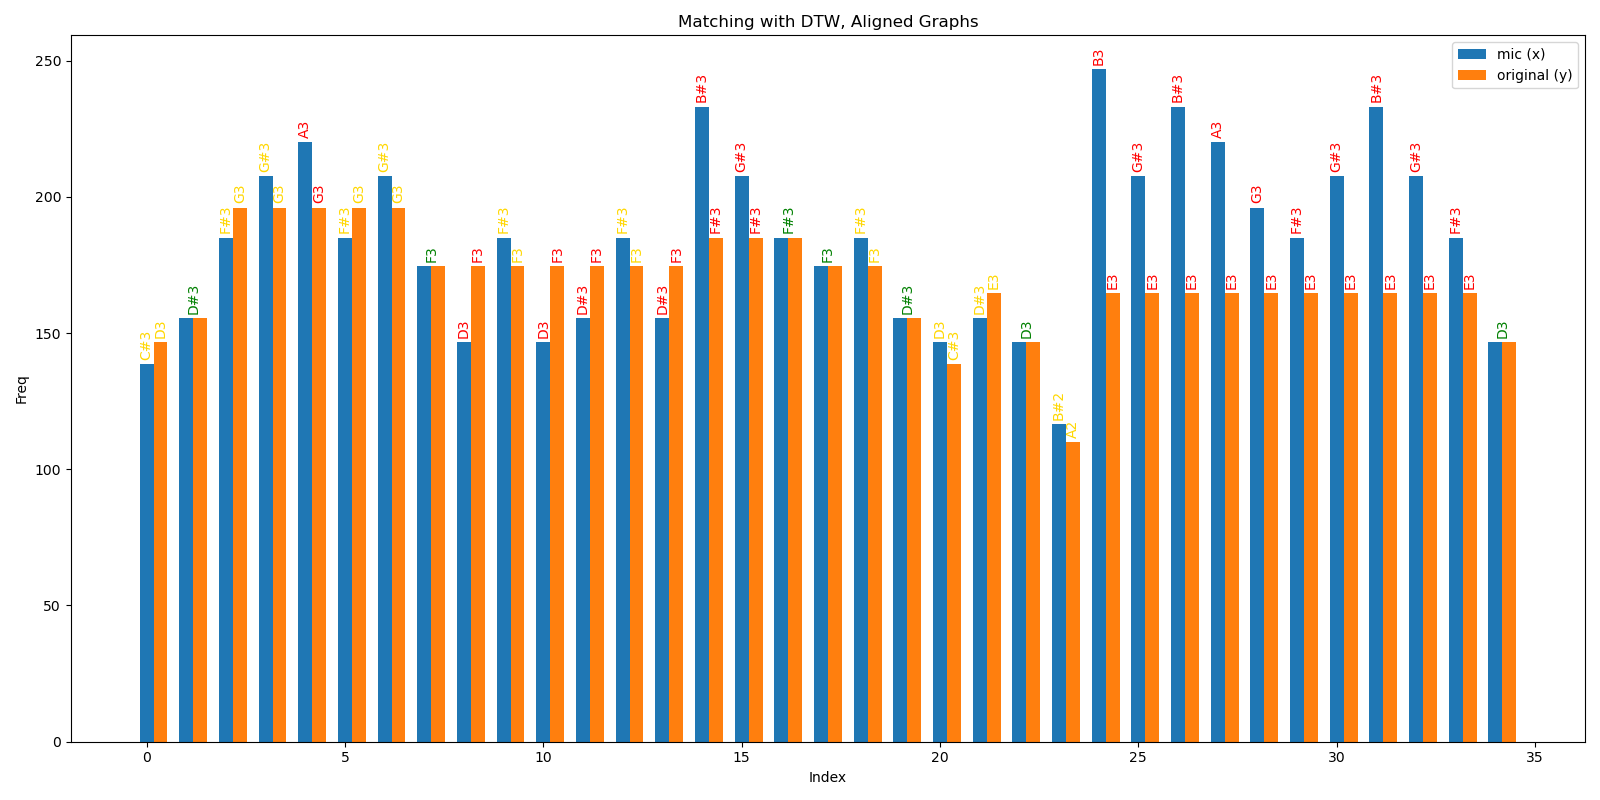 Matching with DTW, Aligned Graphs
mic (x)
original (y)
Freq
250
200
150
100
50
0
C#3 D3
D#3
F#3 G3
G#3 G3
A3 G3
F#3 G3
G#3 G3
F3
D3 F3
F#3 F3
D3 F3
D#3 F3
F#3 F3
D#3 F3
B#3 F#3
G#3 F#3
F#3
F3
F#3 F3
D#3
D3 C#3
D#3 E3
D3
B#2 A2
B3 E3
G#3 E3
B#3 E3
A3 E3
G3 E3
F#3 E3
G#3 E3
B#3 E3
G#3 E3
F#3 E3
D3
0 5 10 15 20 25 30 35
Index